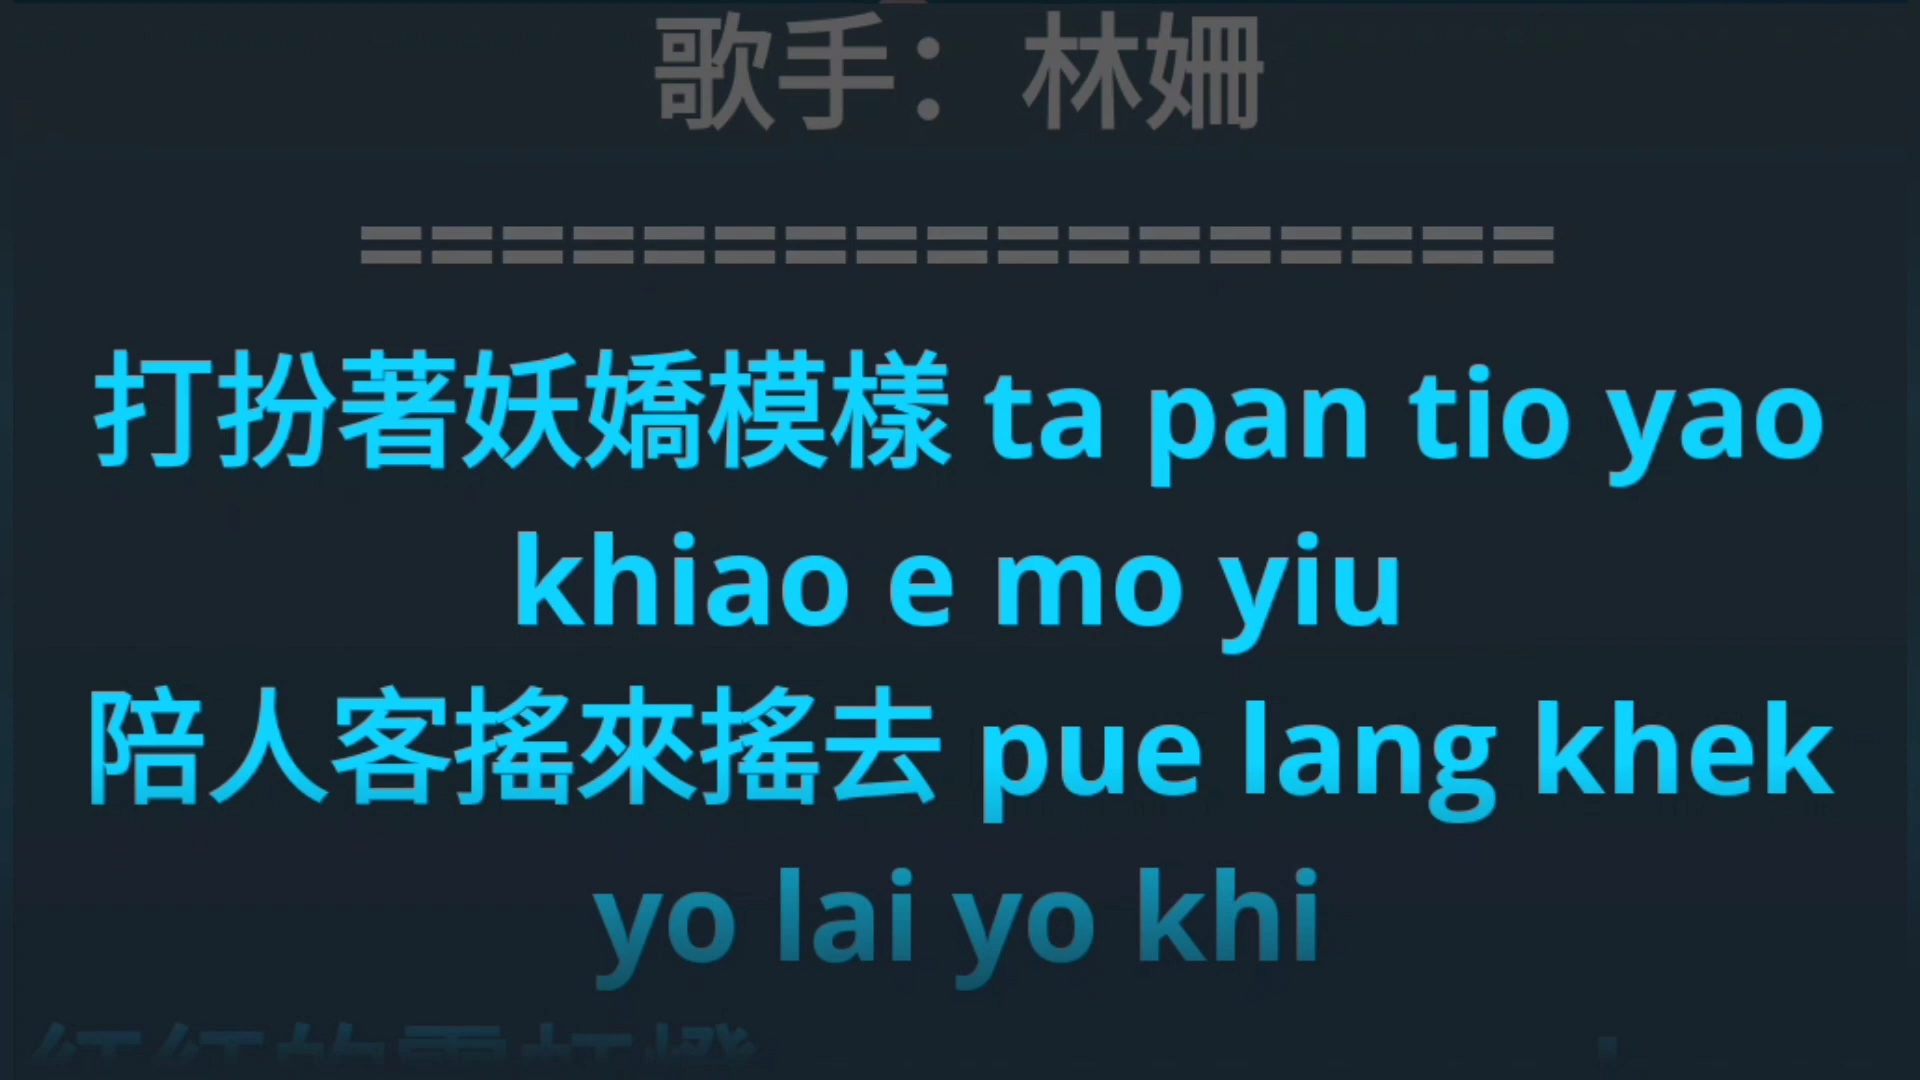 歌手：林姍
=================
打扮著妖嬌模樣 ta pan tio yao
khiao e mo yiu
陪人客搖來搖去 pue lang khek
yo lai yo khi